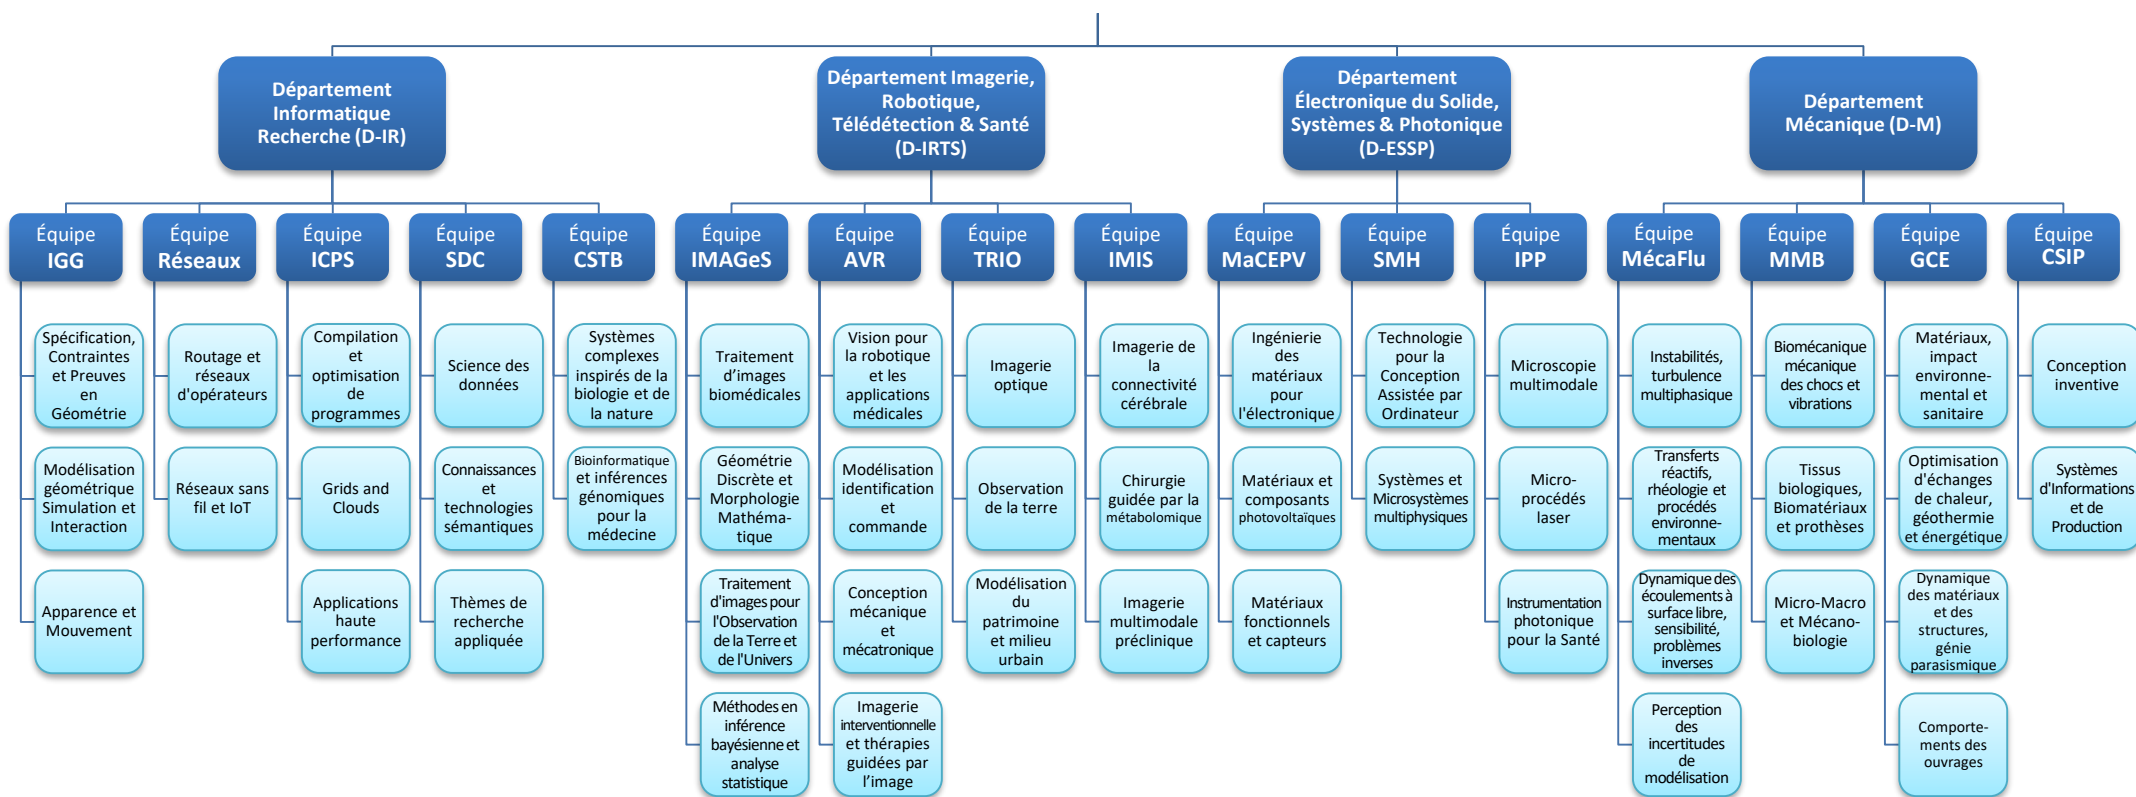 Département
Informatique
Recherche (D-IR)
Département Imagerie,
Robotique,
Télédétection & Santé
(D-IRTS)
Département
Électronique du Solide,
Systèmes & Photonique
(D-ESSP)
Département
Mécanique (D-M)
Équipe
IGG
Équipe
Réseaux
Équipe
ICPS
Équipe
SDC
Équipe
CSTB
Équipe
IMAGeS
Équipe
AVR
Équipe
TRIO
Équipe
IMIS
Équipe
MaCEPV
Équipe
SMH
Équipe
IPP
Équipe
MécaFlu
Équipe
MMB
Équipe
GCE
Équipe
CSIP
Spécification,
Contraintes
et Preuves
en
Géométrie
Routage et
réseaux
d'opérateurs
Compilation
et
optimisation
de
programmes
Science des
données
Systèmes
complexes
inspirés de la
biologie et de
la nature
Traitement
d’images
biomédicales
Vision pour
la robotique
et les
applications
médicales
Imagerie
optique
Imagerie de
la
connectivité
cérébrale
Ingénierie
des
matériaux
pour
l'électronique
Technologie
pour la
Conception
Assistée par
Ordinateur
Microscopie
multimodale
Instabilités,
turbulence
multiphasique
Biomécanique
mécanique
des chocs et
vibrations
Matériaux,
impact
environne-
mental et
sanitaire
Conception
inventive
Modélisation
géométrique
Simulation et
Interaction
Réseaux sans
fil et IoT
Grids and
Clouds
Connaissances
et
technologies
sémantiques
Bioinformatique
et inférences
génomiques
pour la
médecine
Géométrie
Discrète et
Morphologie
Mathéma-
tique
Modélisation
identification
et
commande
Observation
de la terre
Chirurgie
guidée par la
métabolomique
Matériaux et
composants
photovoltaïques
Systèmes et
Microsystèmes
multiphysiques
Micro-
procédés
laser
Transferts
réactifs,
rhéologie et
procédés
environne-
mentaux
Tissus
biologiques,
Biomatériaux
et prothèses
Optimisation
d'échanges
de chaleur,
géothermie
et énergétique
Systèmes
d'Informations
et de
Production
Apparence et
Mouvement
Applications
haute
performance
Thèmes de
recherche
appliquée
Traitement
d'images pour
l'Observation
de la Terre et
de l'Univers
Conception
mécanique
et
mécatronique
Modélisation
du
patrimoine
et milieu
urbain
Imagerie
multimodale
préclinique
Matériaux
fonctionnels
et capteurs
Instrumentation
photonique
pour la Santé
Dynamique des
écoulements à
surface libre,
sensibilité,
problèmes
inverses
Micro-Macro
et Mécano-
biologie
Dynamique
des matériaux
et des
structures,
génie
parasismique
Méthodes en
inférence
bayésienne et
analyse
statistique
Imagerie
interventionnelle
et thérapies
guidées par
l’image
Perception
des
incertitudes
de
modélisation
Comporte-
ments des
ouvrages